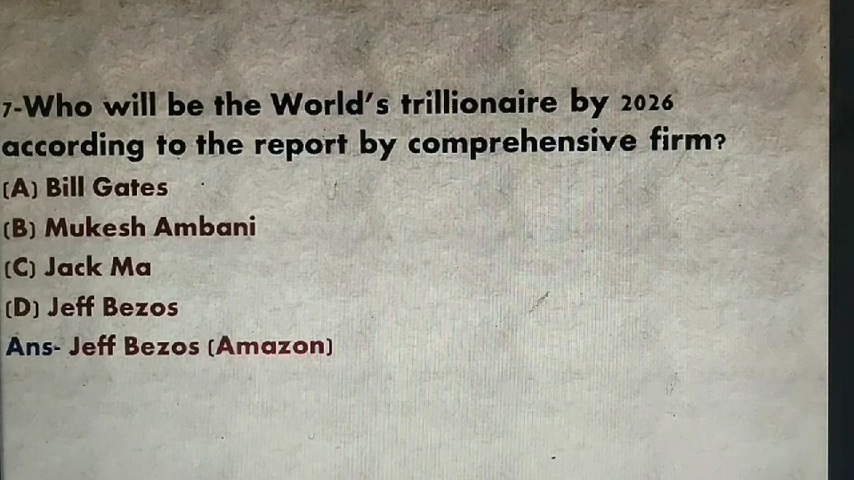 7-Who will be the World's trillionaire by 2026
according to the report by comprehensive firm?
(A) Bill Gates
(B) Mukesh Ambani
(C) Jack Ma
(D) Jeff Bezos
Ans- Jeff Bezos (Amazon)